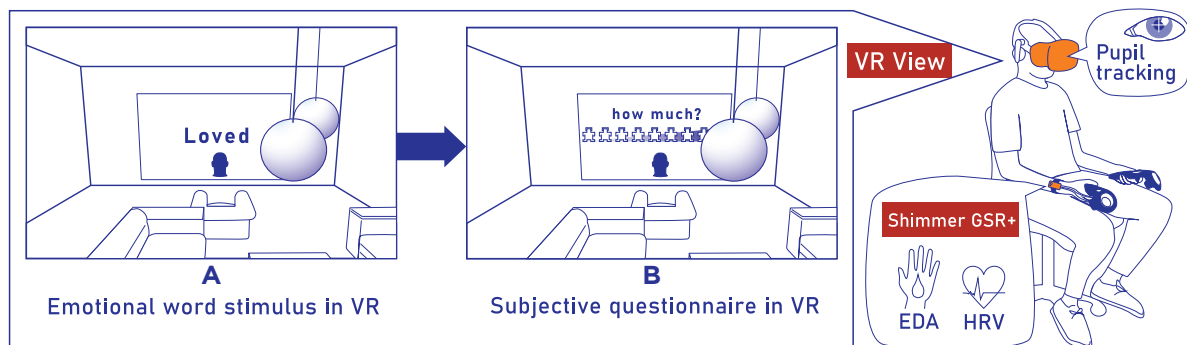 Loved
A
Emotional word stimulus in VR
how much?
B
Subjective questionnaire in VR
VR View
Pupil
tracking
Shimmer GSR+
EDA
HRV